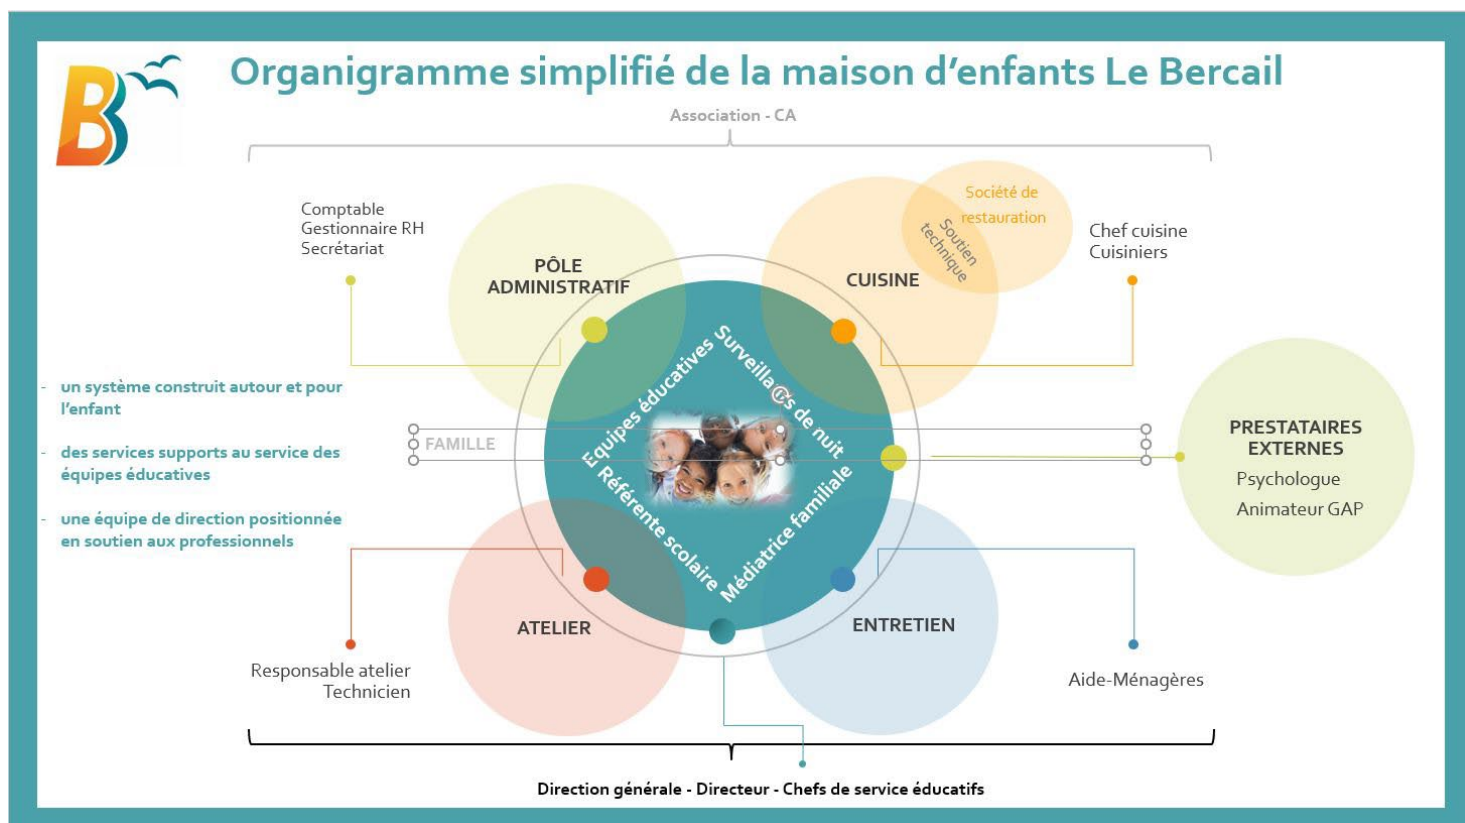 Organigramme simplifié de la maison d'enfants Le Bercail
Association - CA
Comptable
Gestionnaire RH
Secrétariat
PÔLE
ADMINISTRATIF
CUISINE
Société de
restauration
Soutien
technique
Chef cuisine
Cuisiniers
- un système construit autour et pour
l'enfant
- des services supports au service des
équipes éducatives
- une équipe de direction positionnée
en soutien aux professionnels
FAMILLE
Equipes éducatives
Surveillants de nuit
Référente scolaire
Médiatrice familiale
PRESTATAIRES
EXTERNES
Psychologue
Animateur GAP
ATELIER
ENTRETIEN
Responsable atelier
Technicien
Aide-Ménagères
Direction générale - Directeur - Chefs de service éducatifs